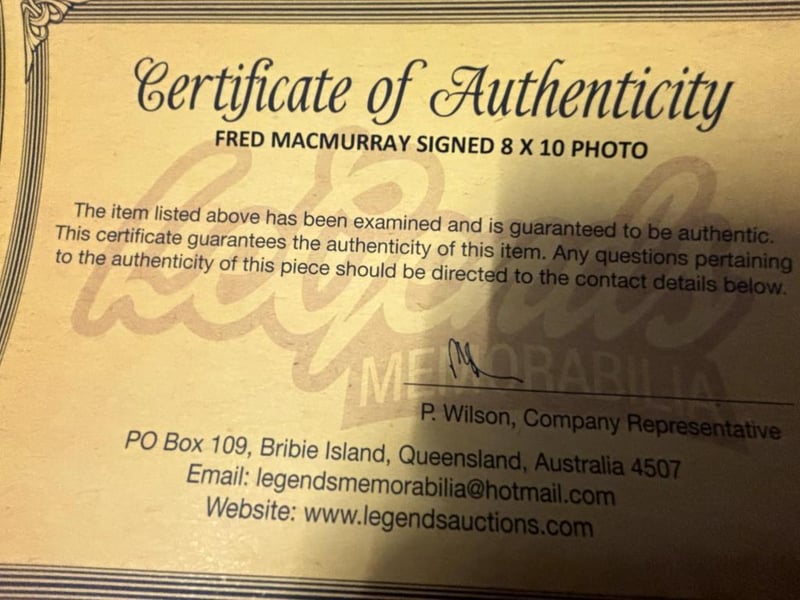 Certificate of Authenticity
FRED MACMURRAY SIGNED 8 X 10 PHOTO
The item listed above has been examined and is guaranteed to be authentic.
This certificate guarantees the authenticity of this item. Any questions pertaining
to the authenticity of this piece should be directed to the contact details below.
Legends
MEMORABILIA
P. Wilson, Company Representative
PO Box 109, Bribie Island, Queensland, Australia 4507
Email: legendsmemorabilia@hotmail.com
Website: www.legendsauctions.com